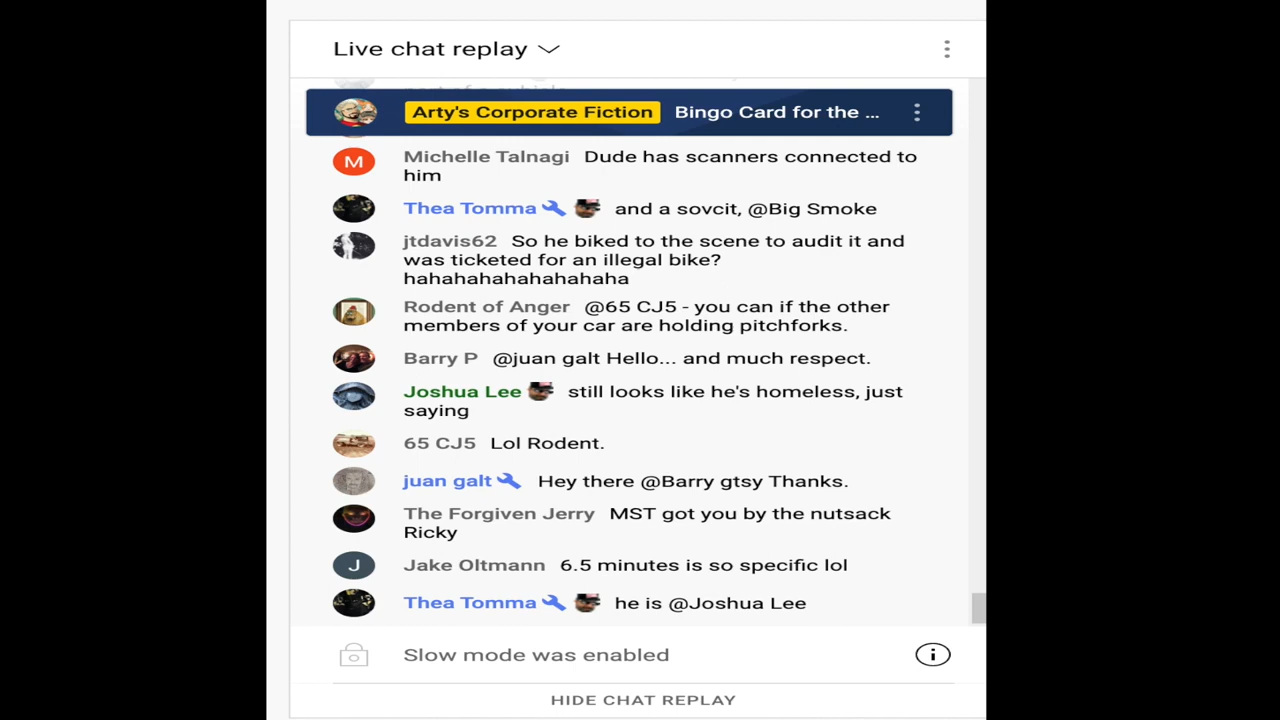 Live chat replay
Arty's Corporate Fiction Bingo Card for the ...
M Michelle Talnagi Dude has scanners connected to
him
Thea Tomma and a sovcit, @Big Smoke
jtdavis62 So he biked to the scene to audit it and
was ticketed for an illegal bike?
hahahahahahahahaha
Rodent of Anger @65 CJ5 - you can if the other
members of your car are holding pitchforks.
Barry P @juan galt Hello... and much respect.
Joshua Lee still looks like he's homeless, just
saying
65 CJ5 Lol Rodent.
juan galt Hey there @Barry gtsy Thanks.
The Forgiven Jerry MST got you by the nutsack
Ricky
J Jake Oltmann 6.5 minutes is so specific lol
Thea Tomma he is @Joshua Lee
Slow mode was enabled
HIDE CHAT REPLAY